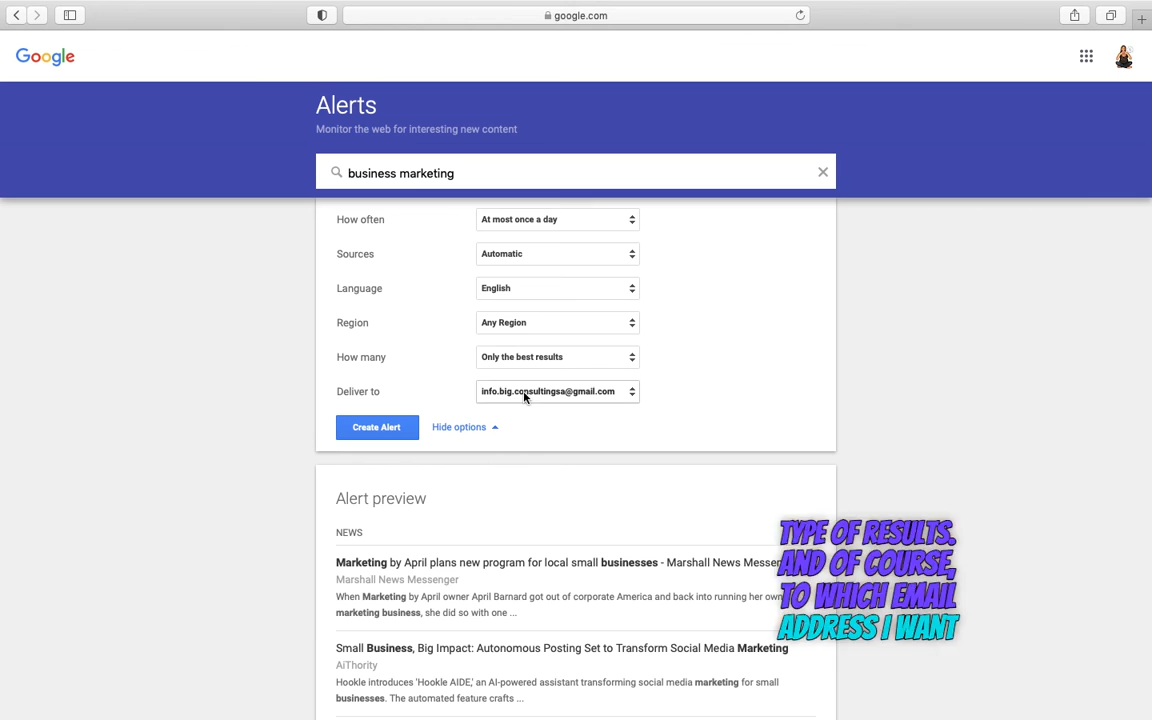 google.com
Google
Alerts
Monitor the web for interesting new content
business marketing
How often
At most once a day
Sources
Automatic
Language
English
Region
Any Region
How many
Only the best results
Deliver to
info.big.consultingsa@gmail.com
Create Alert
Hide options
Alert preview
NEWS
Marketing by April plans new program for local small businesses - Marshall News Messen
Marshall News Messenger
When Marketing by April owner April Barnard got out of corporate America and back into running her own
marketing business, she did so with one ...
Small Business, Big Impact: Autonomous Posting Set to Transform Social Media Marketing
AiThority
Hookle introduces 'Hookle AIDE,' an AI-powered assistant transforming social media marketing for small
businesses. The automated feature crafts ...
TYPE OF RESULTS.
AND OF COURSE,
TO WHICH EMAIL
ADDRESS I WANT